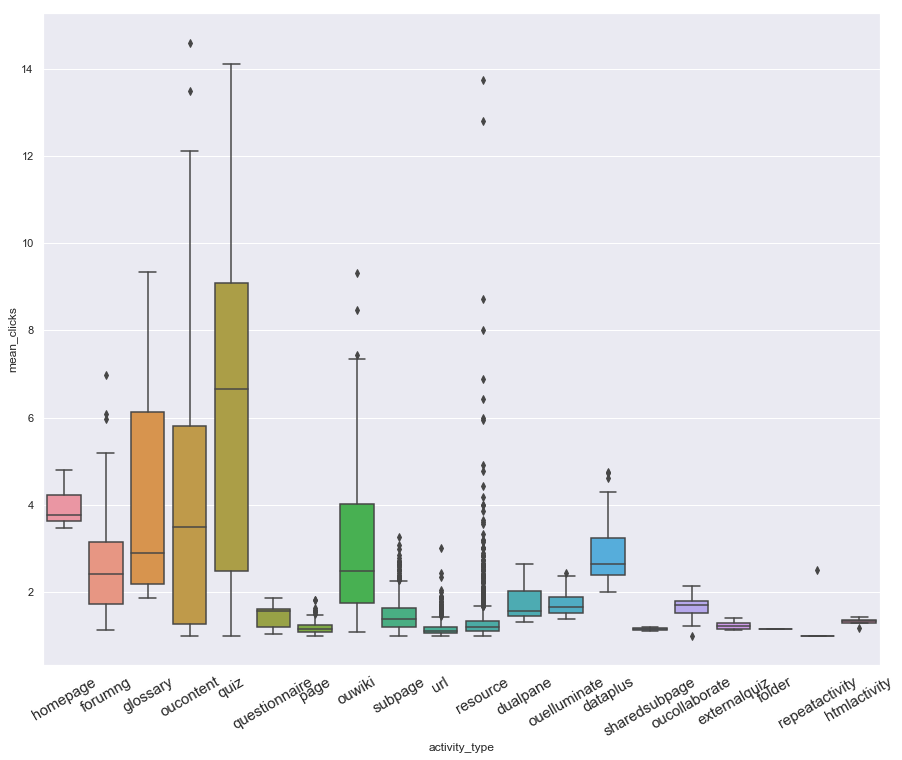 14
12
10
8
6
4
2
mean_clicks
homepage
forumng
glossary
oucontent
quiz
questionnaire
page
ouwiki
subpage
url
resource
dualpane
ouelluminate
dataplus
sharedsubpage
oucollaborate
externalquiz
folder
repeatactivity
htmlactivity
activity_type